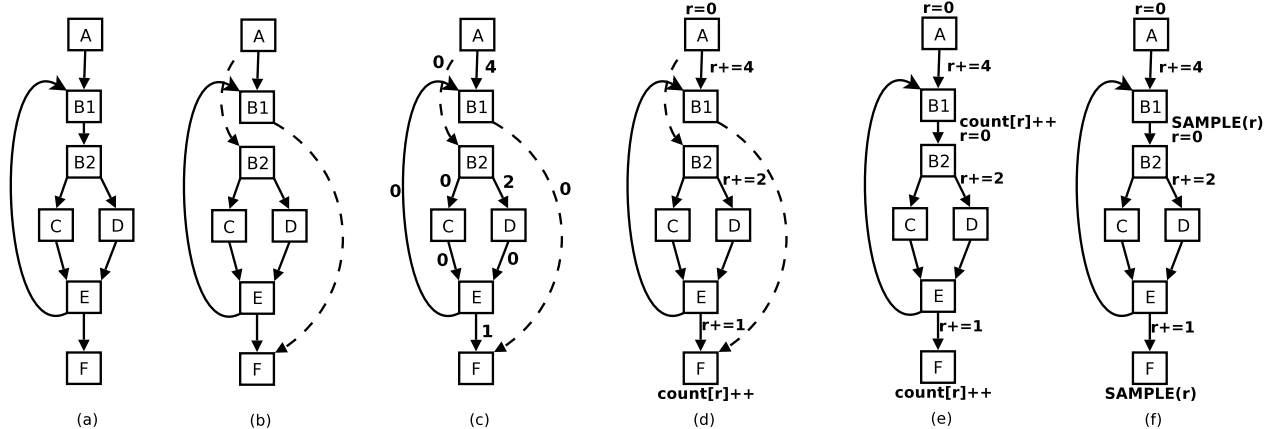 A
B1
B2
C D
E
F
(a)
A
B1
B2
C D
E
F
(b)
A
0 4
B1
B2
0 0 2 0
C D
0 0
E
1
F
(c)
r=0
A
r+=4
B1
B2
r+=2
C D
E
r+=1
F
count[r]++
(d)
r=0
A
r+=4
B1
count[r]++
r=0
B2
r+=2
C D
E
r+=1
F
count[r]++
(e)
r=0
A
r+=4
B1
SAMPLE(r)
r=0
B2
r+=2
C D
E
r+=1
F
SAMPLE(r)
(f)